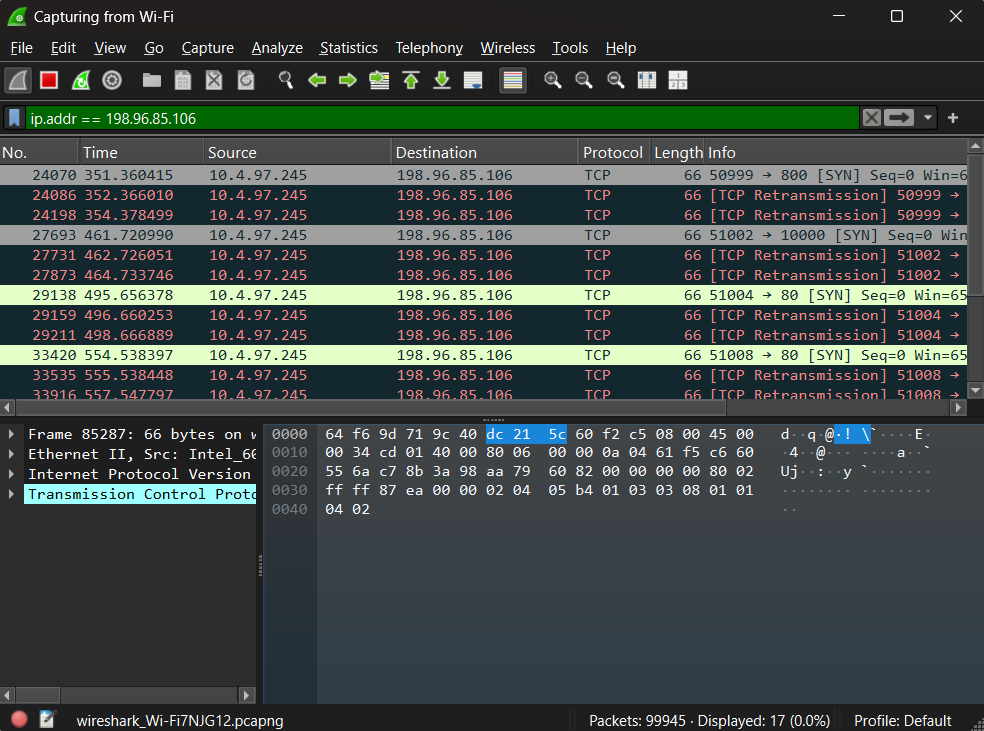 Capturing from Wi-Fi
File Edit View Go Capture Analyze Statistics Telephony Wireless Tools Help
ip.addr == 198.96.85.106
No. Time Source Destination Protocol Length Info
24070 351.360415 10.4.97.245 198.96.85.106 TCP 66 50999 → 800 [SYN] Seq=0 Win=6
24086 352.366010 10.4.97.245 198.96.85.106 TCP 66 [TCP Retransmission] 50999 →
24198 354.378499 10.4.97.245 198.96.85.106 TCP 66 [TCP Retransmission] 50999 →
27693 461.720990 10.4.97.245 198.96.85.106 TCP 66 51002 → 10000 [SYN] Seq=0 Win
27731 462.726051 10.4.97.245 198.96.85.106 TCP 66 [TCP Retransmission] 51002 →
27873 464.733746 10.4.97.245 198.96.85.106 TCP 66 [TCP Retransmission] 51002 →
29138 495.656378 10.4.97.245 198.96.85.106 TCP 66 51004 → 80 [SYN] Seq=0 Win=65
29159 496.660253 10.4.97.245 198.96.85.106 TCP 66 [TCP Retransmission] 51004 →
29211 498.666889 10.4.97.245 198.96.85.106 TCP 66 [TCP Retransmission] 51004 →
33420 554.538397 10.4.97.245 198.96.85.106 TCP 66 51008 → 80 [SYN] Seq=0 Win=65
33535 555.538448 10.4.97.245 198.96.85.106 TCP 66 [TCP Retransmission] 51008 →
33916 557.547797 10.4.97.245 198.96.85.106 TCP 66 [TCP Retransmission] 51008 →
Frame 85287: 66 bytes on w
Ethernet II, Src: Intel_60
Internet Protocol Version
Transmission Control Proto
0000 64 f6 9d 71 9c 40 dc 21 5c 60 f2 c5 08 00 45 00 d··q·@·!\`····E·
0010 00 34 cd 01 40 00 80 06 00 00 0a 04 61 f5 c6 60 ·4··@·······a··`
0020 55 6a c7 8b 3a 98 aa 79 60 82 00 00 00 00 80 02 Uj··:··y`·······
0030 ff ff 87 ea 00 00 02 04 05 b4 01 03 03 08 01 01 ················
0040 04 02 ··
wireshark_Wi-Fi7NJG12.pcapng
Packets: 99945 · Displayed: 17 (0.0%)
Profile: Default